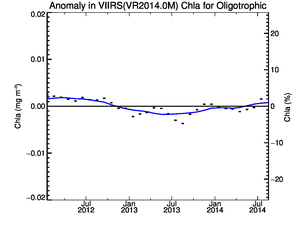 Anomaly in VIIRS(VR2014.0M) Chla for Oligotrophic
0.02
0.01
0.00
-0.01
-0.02
Chla (mg m⁻³)
20
10
0
-10
-20
Chla (%)
Jul Jan Jul Jan Jul
2012 2013 2013 2014 2014